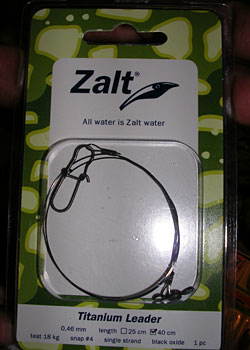 Zalt®
All water is Zalt water
Titanium Leader
0,46 mm length ☐ 25 cm ☑ 40 cm
test 18 kg snap #4 single strand black oxide 1 pc